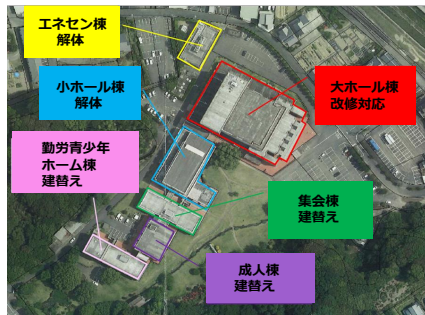 エネセン棟
解体
小ホール棟
解体
大ホール棟
改修対応
勤労青少年
ホーム棟
建替え
集会棟
建替え
成人棟
建替え